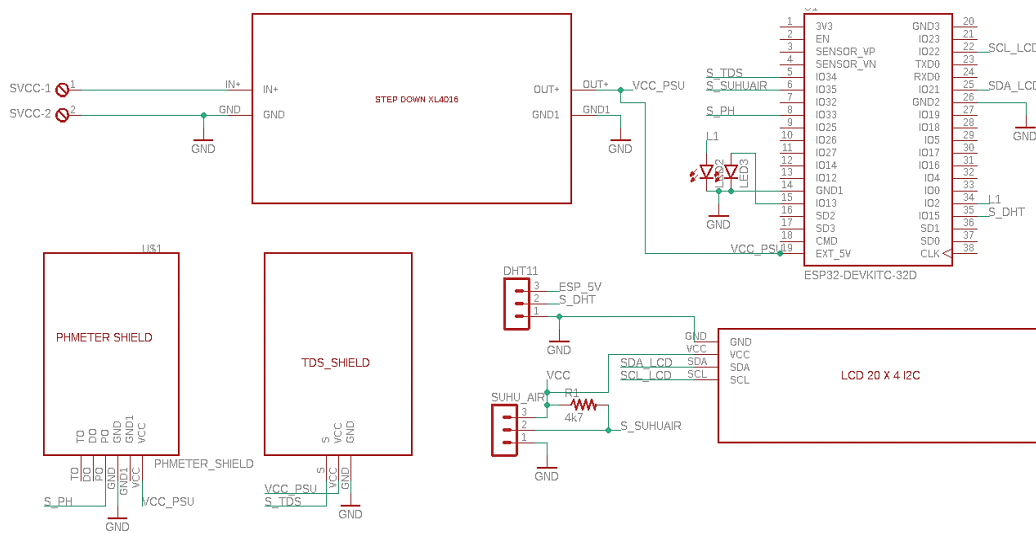 SVCC-1
1
SVCC-2
2
IN+
GND
GND
IN+
GND
STEP DOWN XL4016
OUT+
GND1
OUT+
GND1
VCC_PSU
GND
1
2
3
4
5
6
7
8
9
10
11
12
13
14
15
16
17
18
19
3V3
EN
SENSOR_VP
SENSOR_VN
IO34
IO35
IO32
IO33
IO25
IO26
IO27
IO14
IO12
GND1
IO13
SD2
SD3
CMD
EXT_5V
GND3
IO23
IO22
TXD0
RXD0
IO21
GND2
IO19
IO18
IO5
IO17
IO16
IO4
IO0
IO2
IO15
SD1
SD0
CLK
20
21
22
23
24
25
26
27
28
29
30
31
32
33
34
35
36
37
38
S_TDS
S_SUHUAIR
S_PH
L1
LED2
LED3
GND
VCC_PSU
SCL_LCD
SDA_LCD
GND
L1
S_DHT
ESP32-DEVKITC-32D
U$1
PHMETER SHIELD
TO
DO
PO
GND
GND1
VCC
TO
DO
PO
GND
GND1
VCC
PHMETER_SHIELD
S_PH
VCC_PSU
GND
TDS_SHIELD
S
VCC
GND
S
VCC
GND
VCC_PSU
S_TDS
GND
DHT11
3
2
1
ESP_5V
S_DHT
GND
GND
VCC
SDA
SCL
SDA_LCD
SCL_LCD
GND
VCC
SDA
SCL
LCD 20 X 4 I2C
VCC
SUHU_AIR
3
2
1
R1
4k7
S_SUHUAIR
GND